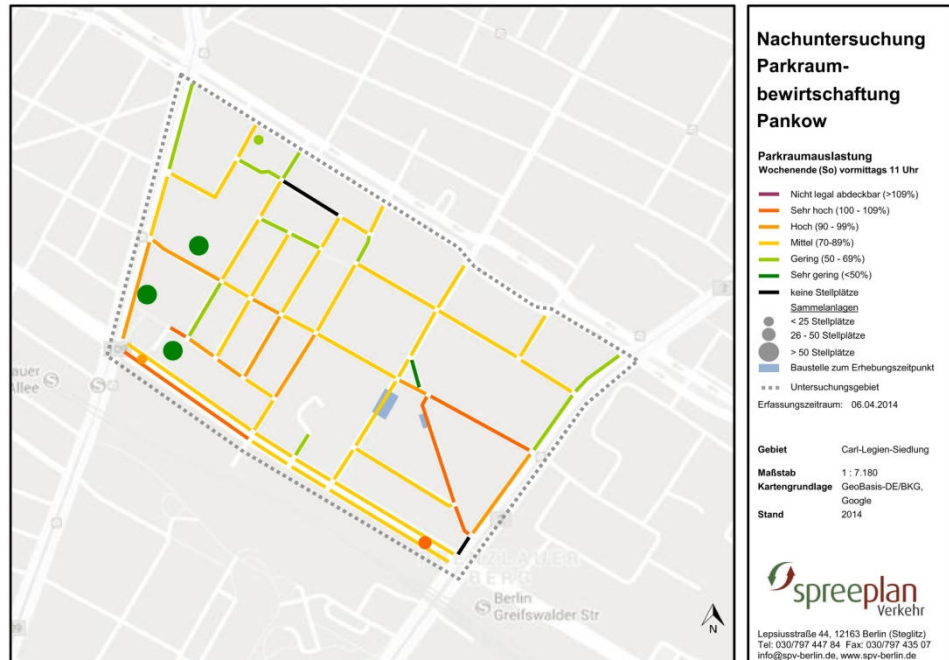 Nachuntersuchung
Parkraum-
bewirtschaftung
Pankow
Parkraumauslastung
Wochenende (So) vormittags 11 Uhr
Nicht legal abdeckbar (>109%)
Sehr hoch (100 - 109%)
Hoch (90 - 99%)
Mittel (70-89%)
Gering (50 - 69%)
Sehr gering (<50%)
keine Stellplätze
Sammelanlagen
< 25 Stellplätze
26 - 50 Stellplätze
> 50 Stellplätze
Baustelle zum Erhebungszeitpunkt
Untersuchungsgebiet
Erfassungszeitraum: 06.04.2014
Gebiet Carl-Legien-Siedlung
Maßstab 1 : 7.180
Kartengrundlage GeoBasis-DE/BKG,
Google
Stand 2014
spreeplan
Verkehr
Lepsiusstraße 44, 12163 Berlin (Steglitz)
Tel: 030/797 447 84 Fax: 030/797 435 07
info@spv-berlin.de, www.spv-berlin.de
auer
Allee
BERG
Berlin
Greifswalder Str
N
2